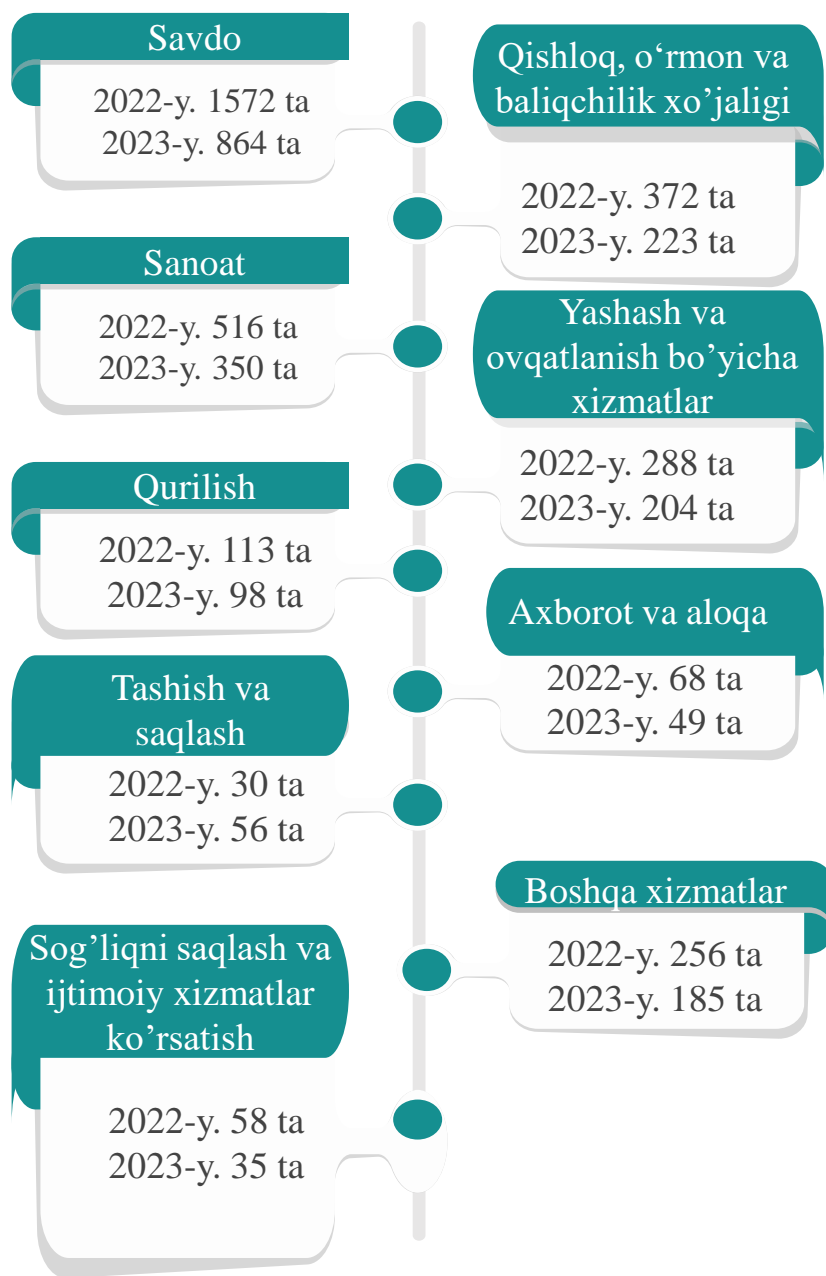 Savdo
2022-y. 1572 ta
2023-y. 864 ta
Qishloq, o‘rmon va
baliqchilik xo’jaligi
2022-y. 372 ta
2023-y. 223 ta
Sanoat
2022-y. 516 ta
2023-y. 350 ta
Yashash va
ovqatlanish bo’yicha
xizmatlar
2022-y. 288 ta
2023-y. 204 ta
Qurilish
2022-y. 113 ta
2023-y. 98 ta
Axborot va aloqa
2022-y. 68 ta
2023-y. 49 ta
Tashish va
saqlash
2022-y. 30 ta
2023-y. 56 ta
Boshqa xizmatlar
2022-y. 256 ta
2023-y. 185 ta
Sog’liqni saqlash va
ijtimoiy xizmatlar
ko’rsatish
2022-y. 58 ta
2023-y. 35 ta